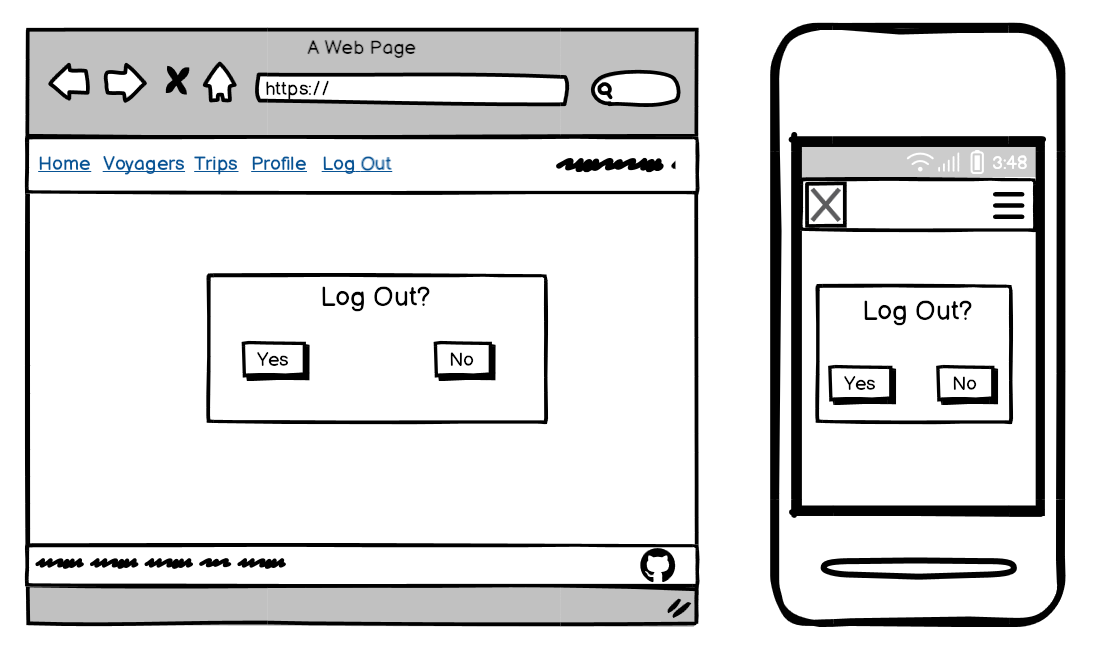 A Web Page
https://
Home Voyagers Trips Profile Log Out
Log Out?
Yes No
3:48
Log Out?
Yes No